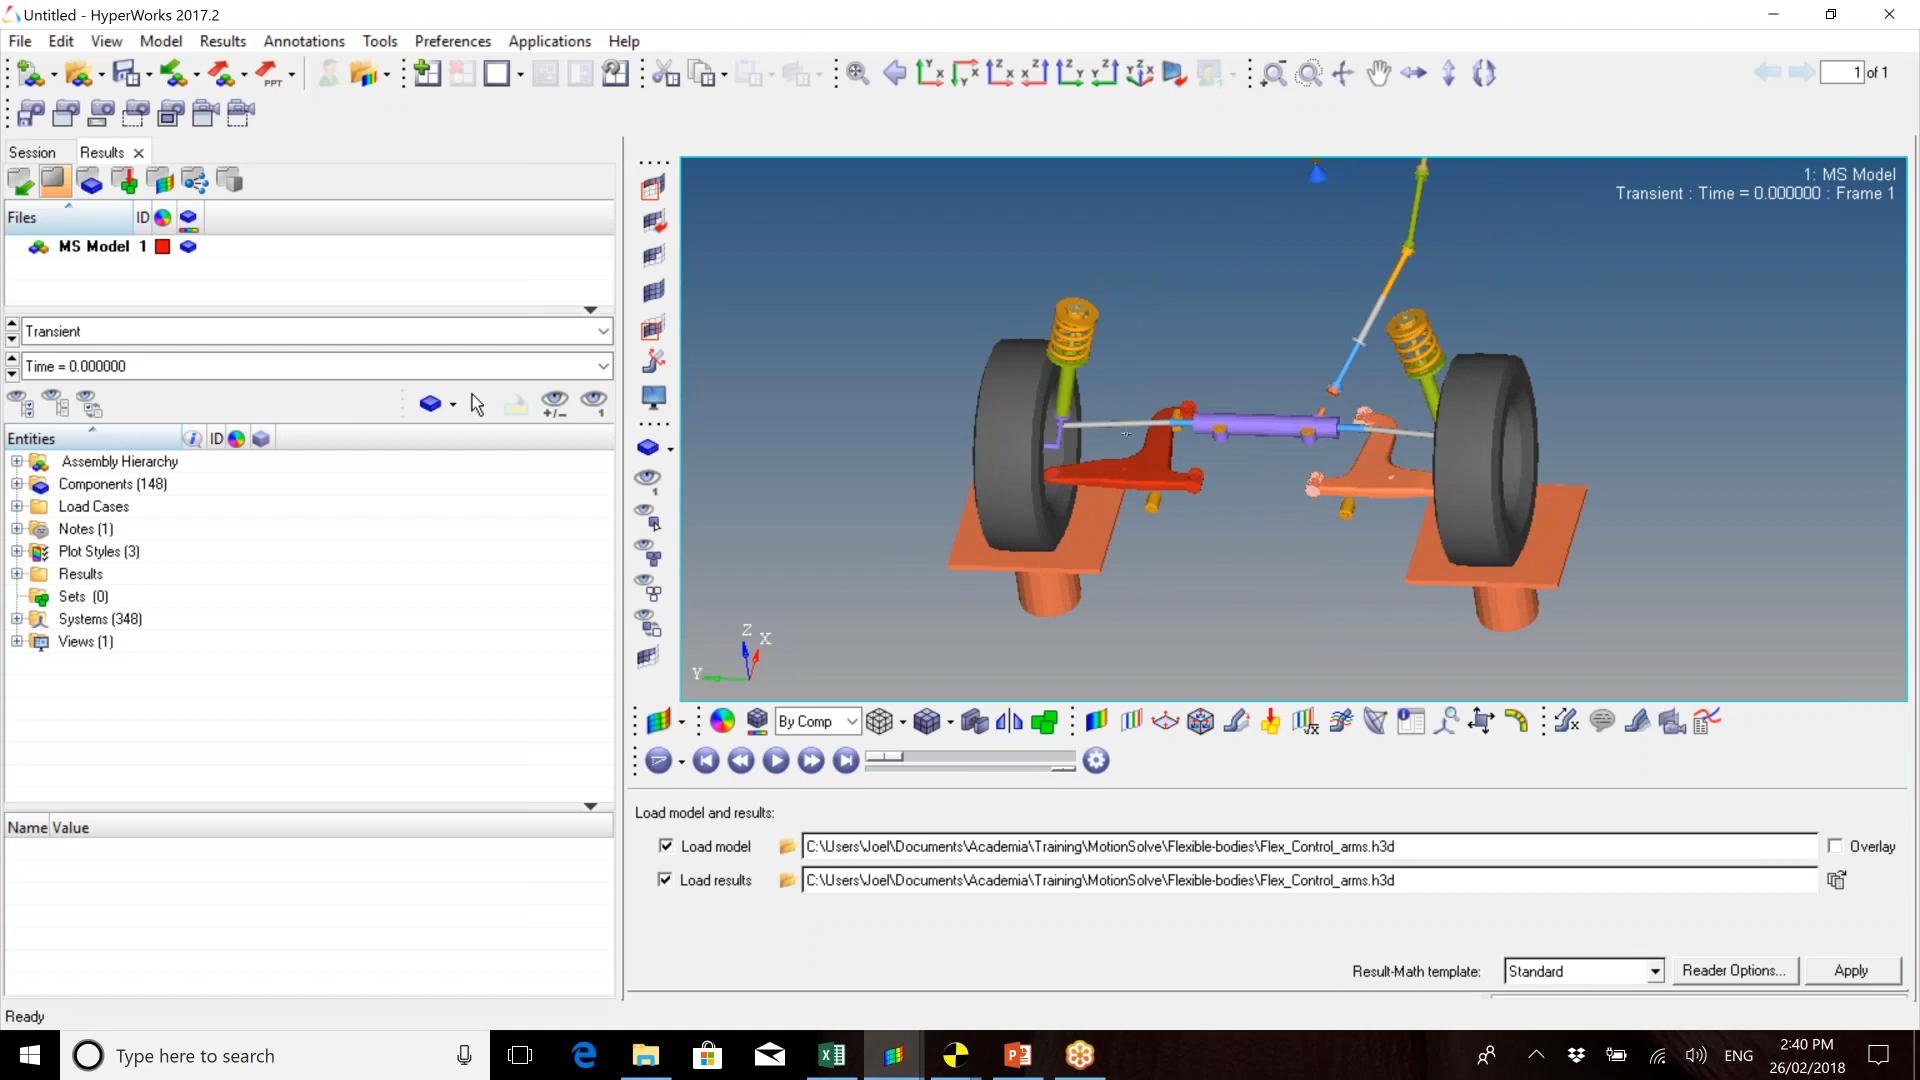 Untitled - HyperWorks 2017.2
File Edit View Model Results Annotations Tools Preferences Applications Help
PPT
1 of 1
Session Results
1: MS Model
Transient : Time = 0.000000 : Frame 1
Files ID
MS Model 1
Transient
Time = 0.000000
Entities ID
Assembly Hierarchy
Components (148)
Load Cases
Notes (1)
Plot Styles (3)
Results
Sets (0)
Systems (348)
Views (1)
Z X
Y
By Comp
Name Value
Load model and results:
Load model C:\Users\Joel\Documents\Academia\Training\MotionSolve\Flexible-bodies\Flex_Control_arms.h3d Overlay
Load results C:\Users\Joel\Documents\Academia\Training\MotionSolve\Flexible-bodies\Flex_Control_arms.h3d
Result-Math template: Standard Reader Options... Apply
Ready
Type here to search
ENG
2:40 PM
26/02/2018